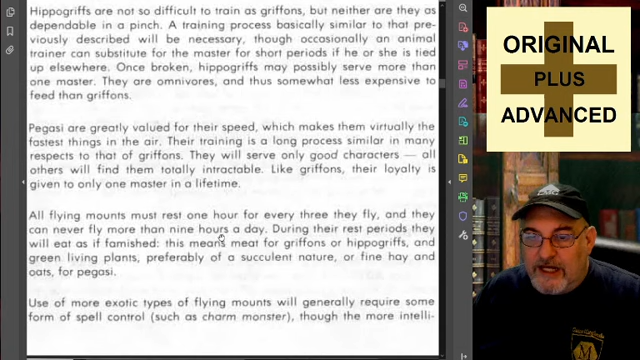 Hippogriffs are not so difficult to train as griffons, but neither are they as
dependable in a pinch. A training process basically similar to that pre-
viously described will be necessary, though occasionally an animal
trainer can substitute for the master for short periods if he or she is tied
up elsewhere. Once broken, hippogriffs may possibly serve more than
one master. They are omnivores, and thus somewhat less expensive to
feed than griffons.
Pegasi are greatly valued for their speed, which makes them virtually the
fastest things in the air. Their training is a long process similar in many
respects to that of griffons. They will serve only good characters — all
others will find them totally intractable. Like griffons, their loyalty is
given to only one master in a lifetime.
All flying mounts must rest one hour for every three they fly, and they
can never fly more than nine hours a day. During their rest periods they
will eat as if famished: this means meat for griffons or hippogriffs, and
green living plants, preferably of a succulent nature, or fine hay and
oats, for pegasi.
Use of more exotic types of flying mounts will generally require some
form of spell control (such as charm monster), though the more intelli-
ORIGINAL
PLUS
ADVANCED